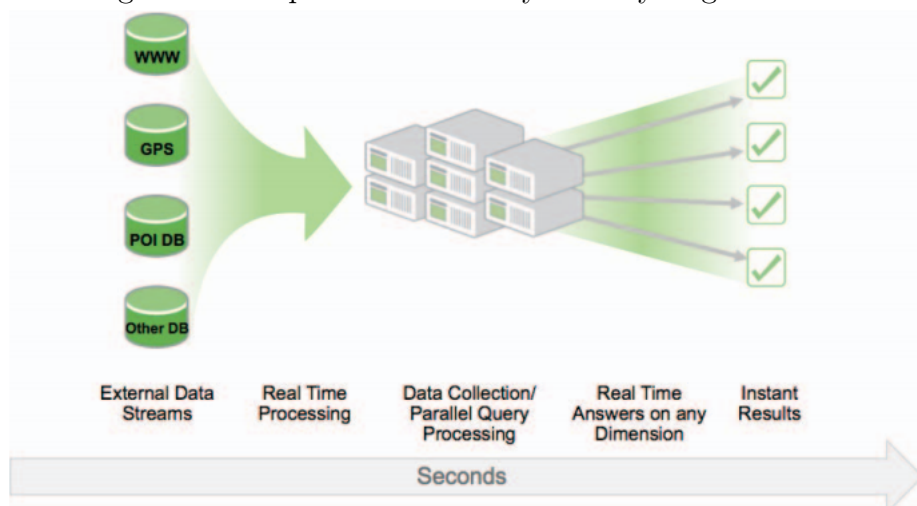 WWW
GPS
POI DB
Other DB
External Data
Streams
Real Time
Processing
Data Collection/
Parallel Query
Processing
Real Time
Answers on any
Dimension
Instant
Results
Seconds